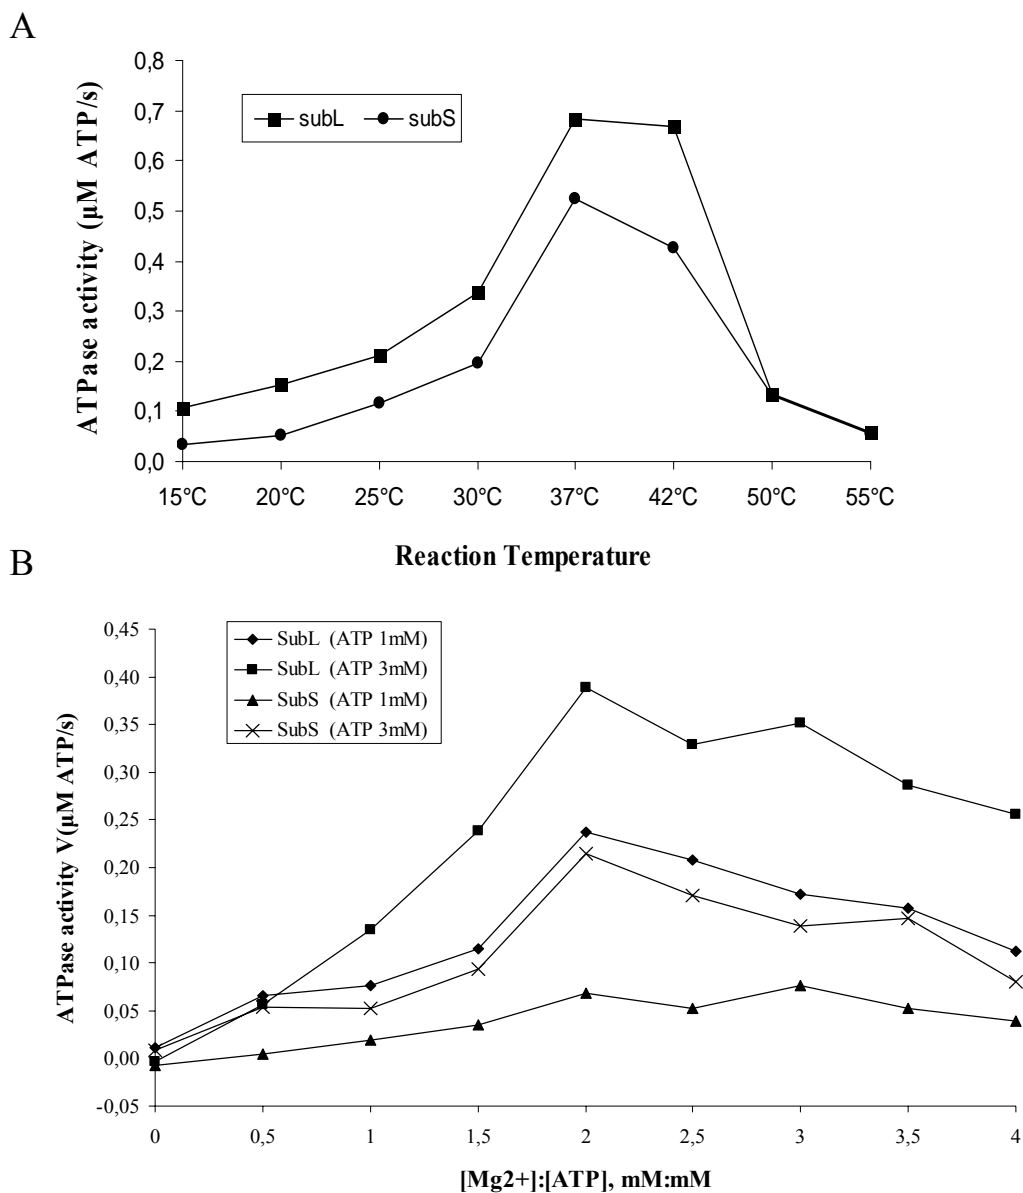 A
ATPase activity (µM ATP/s)
0,8
0,7
0,6
0,5
0,4
0,3
0,2
0,1
0,0
subL subS
15°C 20°C 25°C 30°C 37°C 42°C 50°C 55°C
Reaction Temperature
B
ATPase activity V(µM ATP/s)
0,45
0,40
0,35
0,30
0,25
0,20
0,15
0,10
0,05
0,00
-0,05
SubL (ATP 1mM)
SubL (ATP 3mM)
SubS (ATP 1mM)
SubS (ATP 3mM)
0 0,5 1 1,5 2 2,5 3 3,5 4
[Mg2+]:[ATP], mM:mM